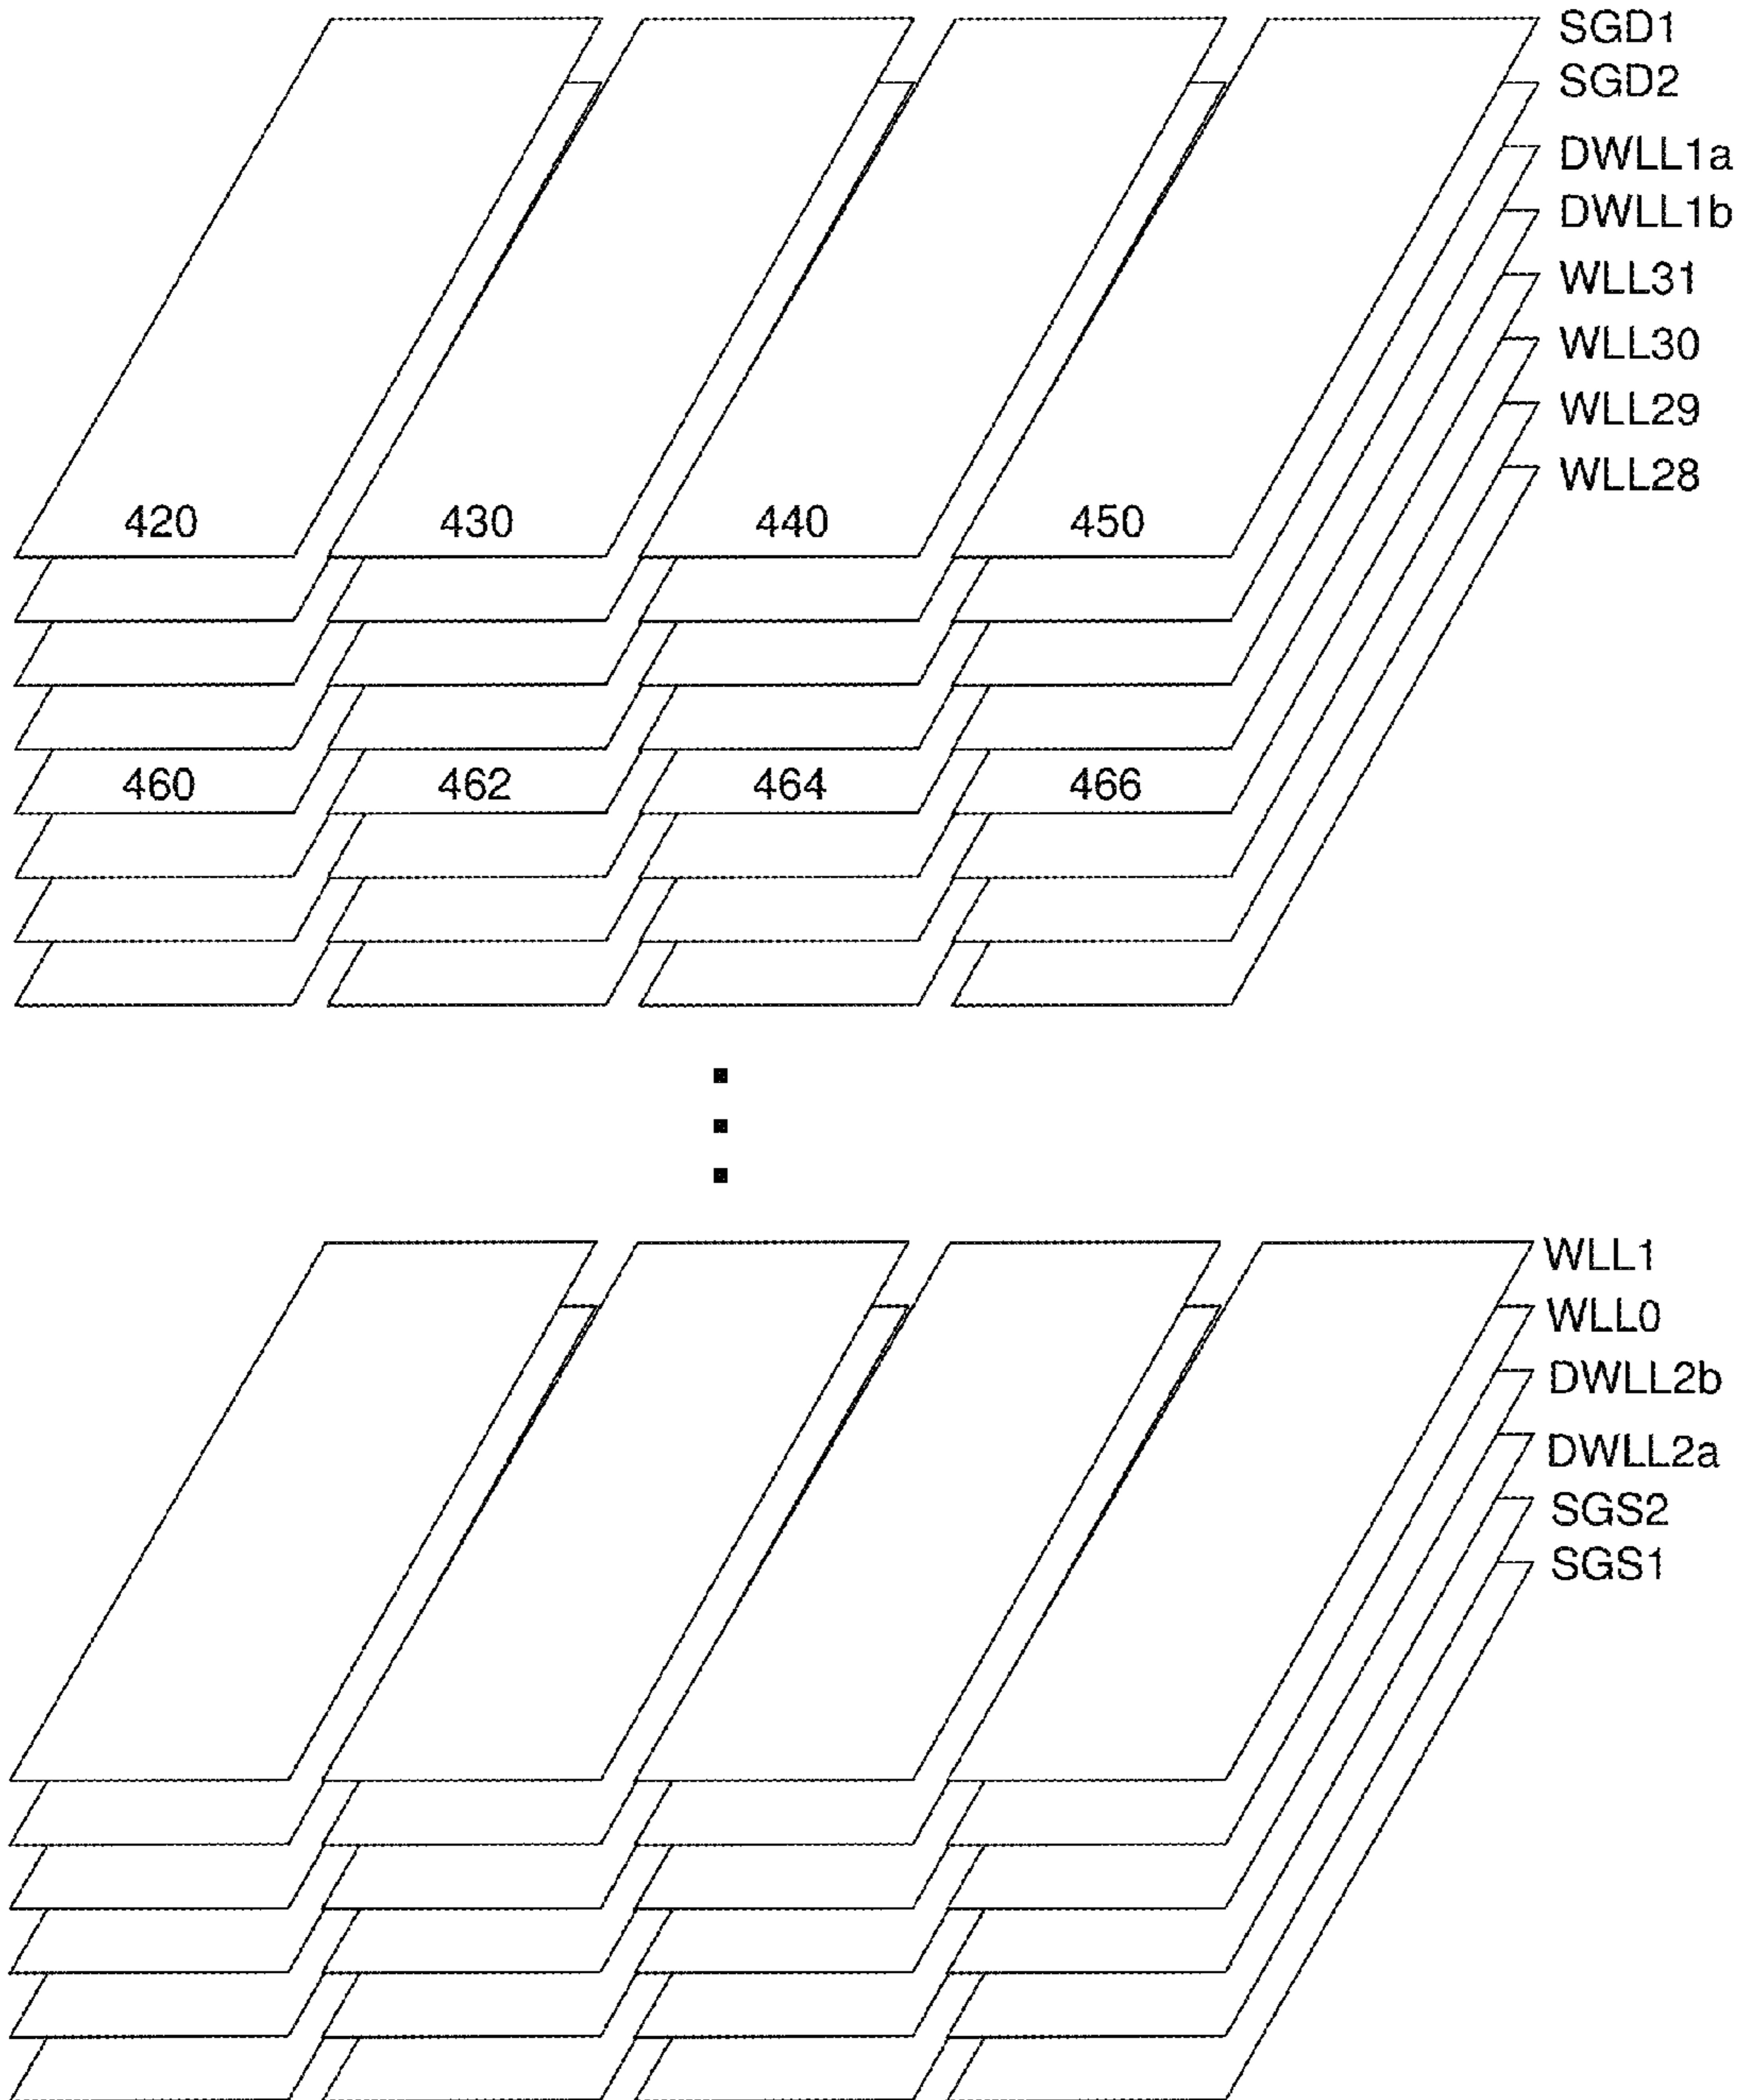 SGD1
SGD2
DWLL1a
DWLL1b
WLL31
WLL30
WLL29
WLL28
420 430 440 450
460 462 464 466
WLL1
WLL0
DWLL2b
DWLL2a
SGS2
SGS1